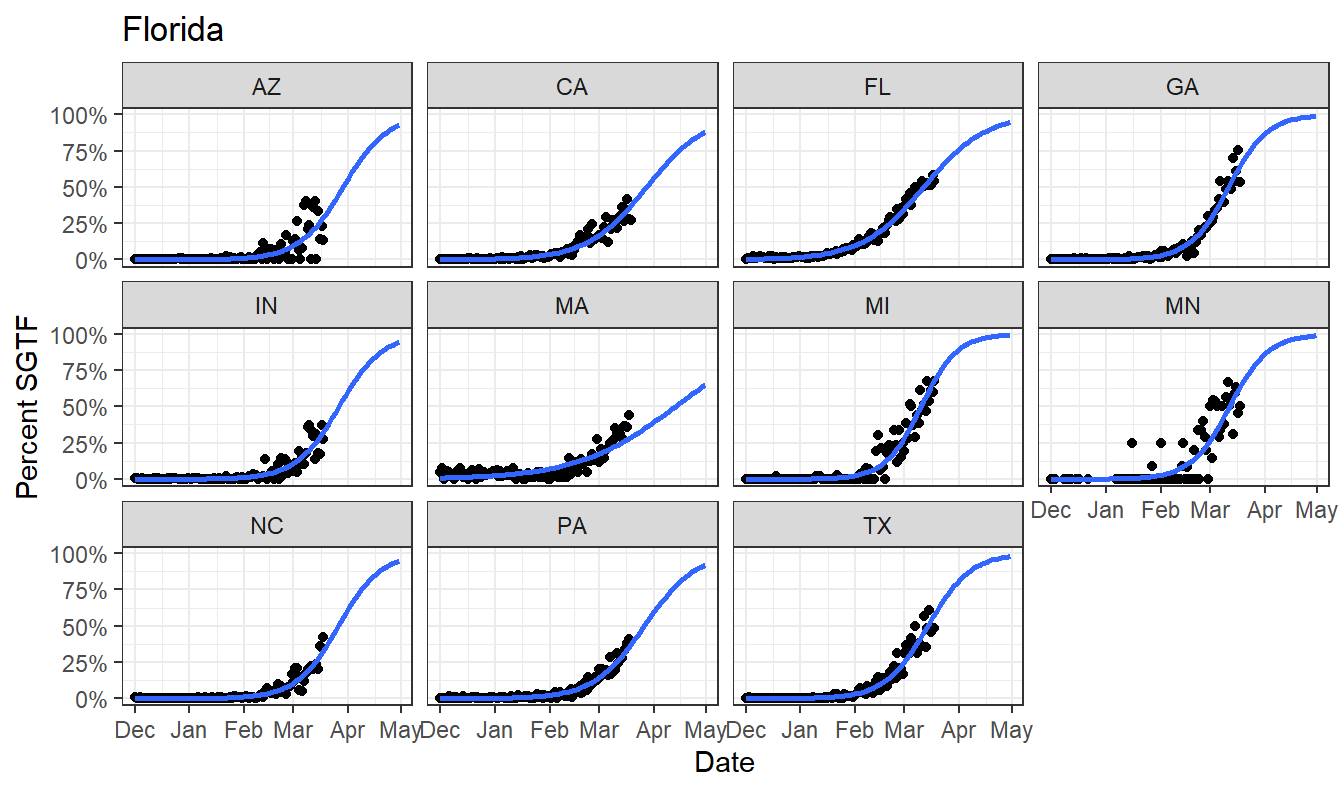 Florida
AZ CA FL GA
100%
75%
50%
25%
0%
IN MA MI MN
100%
75%
50%
25%
0%
Dec Jan Feb Mar Apr May
NC PA TX
100%
75%
50%
25%
0%
Dec Jan Feb Mar Apr May Dec Jan Feb Mar Apr May Dec Jan Feb Mar Apr May
Date
Percent SGTF